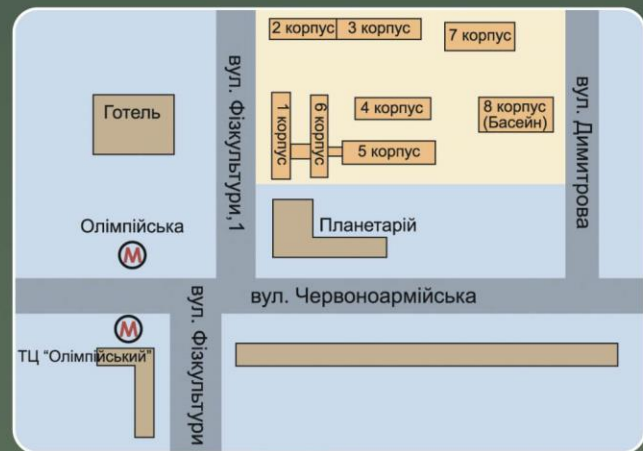 2 корпус
3 корпус
7 корпус
Готель
вул. Фізкультури,1
1 корпус
6 корпус
4 корпус
8 корпус
(Басейн)
5 корпус
вул. Димитрова
Олімпійська
М
Планетарій
вул. Червоноармійська
М
ТЦ "Олімпійський"
вул. Фізкультури